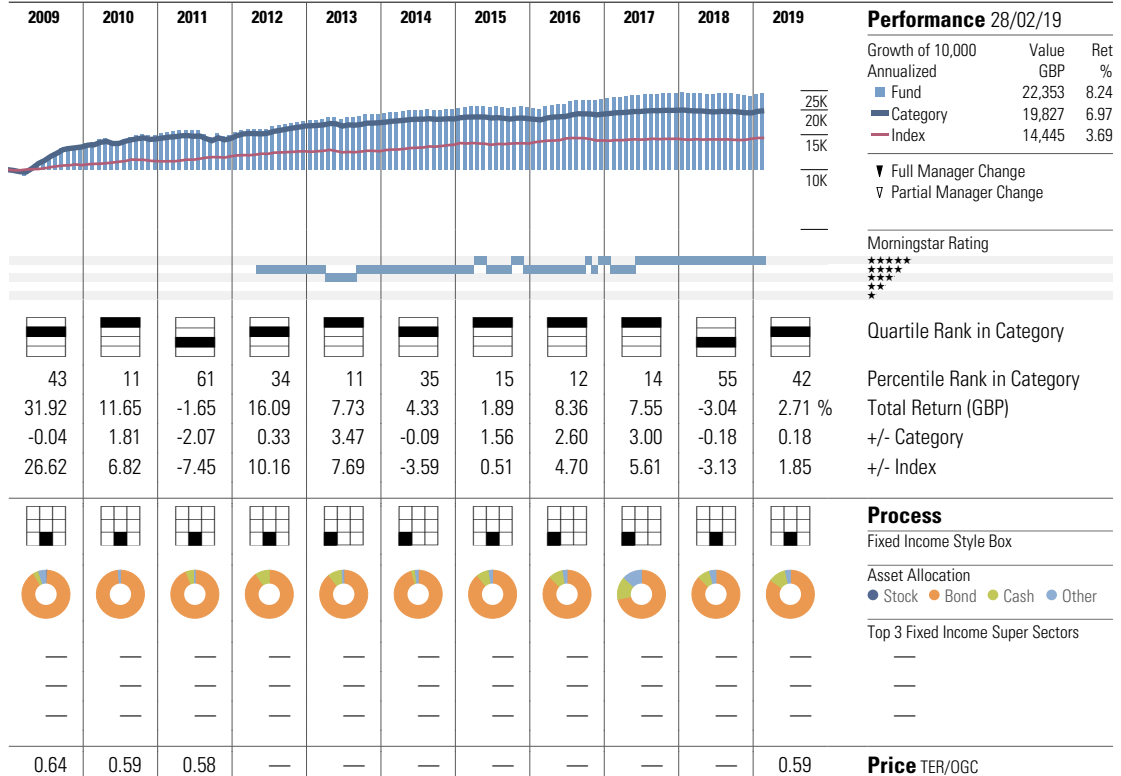 2009 2010 2011 2012 2013 2014 2015 2016 2017 2018 2019 Performance 28/02/19
Growth of 10,000 Value Ret
Annualized GBP %
Fund 22,353 8.24
Category 19,827 6.97
Index 14,445 3.69
25K
20K
15K
10K
Full Manager Change
Partial Manager Change
Morningstar Rating
★★★★★
★★★★
★★★
★★
★
Quartile Rank in Category
43 11 61 34 11 35 15 12 14 55 42 Percentile Rank in Category
31.92 11.65 -1.65 16.09 7.73 4.33 1.89 8.36 7.55 -3.04 2.71 % Total Return (GBP)
-0.04 1.81 -2.07 0.33 3.47 -0.09 1.56 2.60 3.00 -0.18 0.18 +/- Category
26.62 6.82 -7.45 10.16 7.69 -3.59 0.51 4.70 5.61 -3.13 1.85 +/- Index
Process
Fixed Income Style Box
Asset Allocation
Stock Bond Cash Other
Top 3 Fixed Income Super Sectors
— — — — — — — — — — — —
— — — — — — — — — — — —
— — — — — — — — — — — —
0.64 0.59 0.58 — — — — — — — 0.59 Price TER/OGC